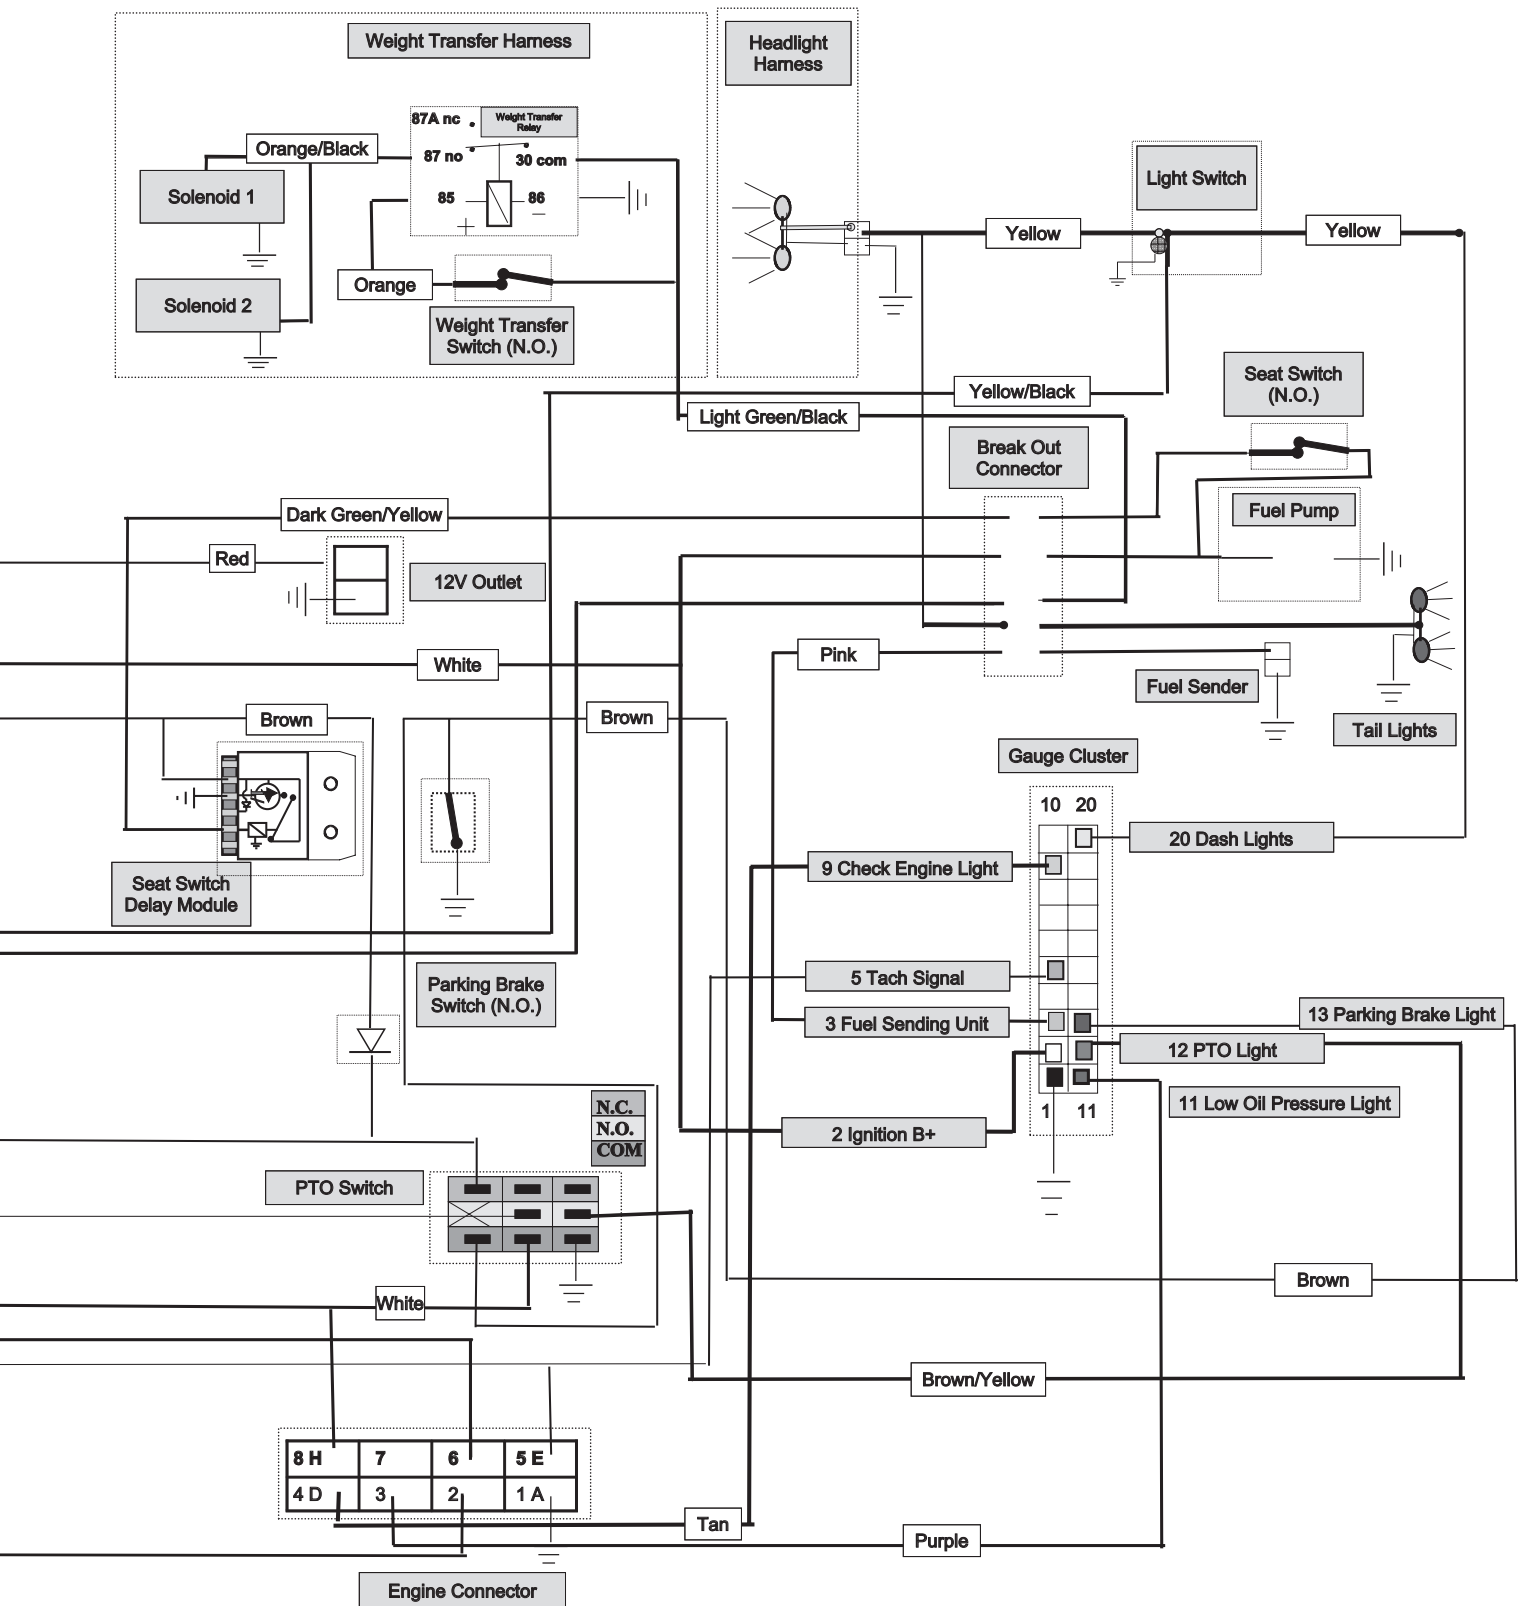 Weight Transfer Harness
Headlight
Harness
87A nc
Weight Transfer
Relay
Orange/Black
87 no
30 com
Solenoid 1
85
86
Light Switch
Yellow
Yellow
Orange
Solenoid 2
Weight Transfer
Switch (N.O.)
Seat Switch
(N.O.)
Yellow/Black
Light Green/Black
Break Out
Connector
Dark Green/Yellow
Fuel Pump
Red
12V Outlet
White
Pink
Fuel Sender
Brown
Brown
Tail Lights
Gauge Cluster
10 20
20 Dash Lights
9 Check Engine Light
Seat Switch
Delay Module
Parking Brake
Switch (N.O.)
5 Tach Signal
3 Fuel Sending Unit
13 Parking Brake Light
12 PTO Light
11 Low Oil Pressure Light
1 11
N.C.
N.O.
COM
2 Ignition B+
PTO Switch
Brown
White
Brown/Yellow
8 H 7 6 5 E
4 D 3 2 1 A
Tan
Purple
Engine Connector